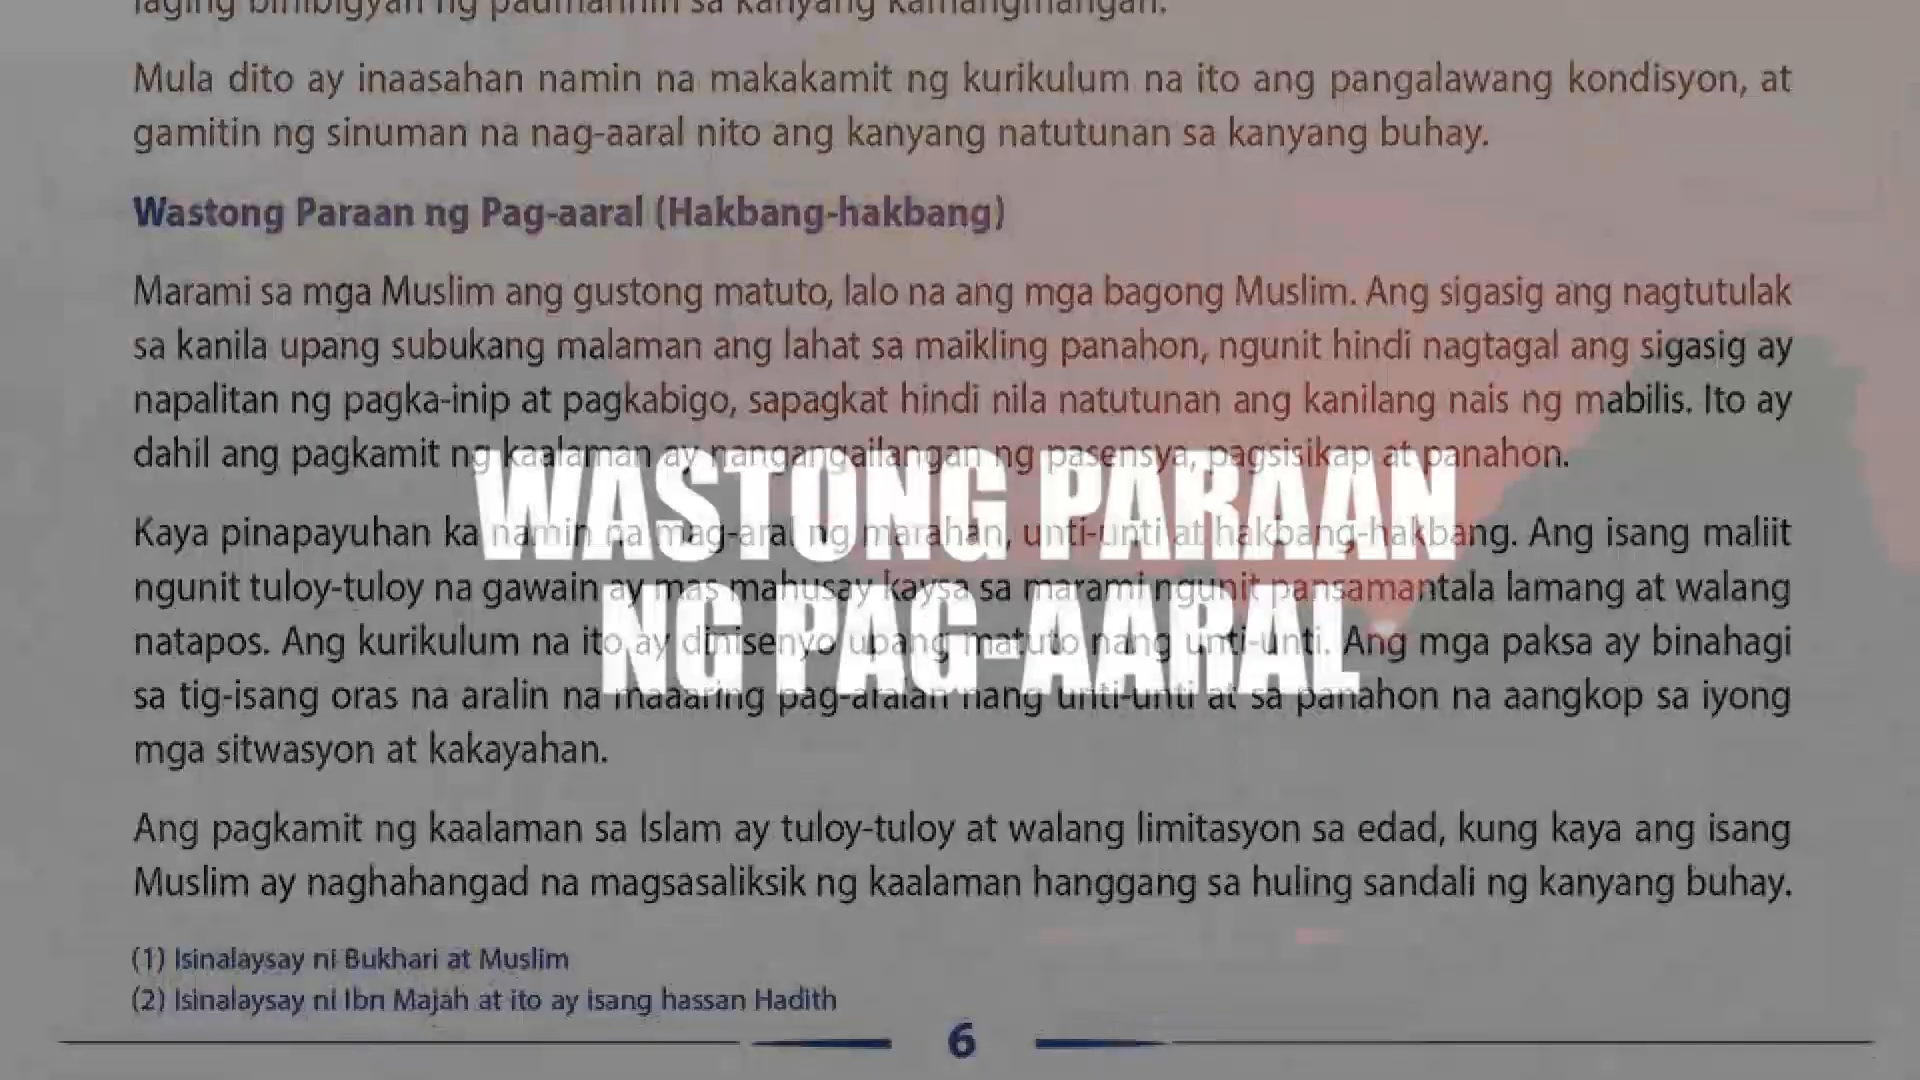 laging binibigyan ng paumanhin sa kanyang kamangmangan.
Mula dito ay inaasahan namin na makakamit ng kurikulum na ito ang pangalawang kondisyon, at
gamitin ng sinuman na nag-aaral nito ang kanyang natutunan sa kanyang buhay.
Wastong Paraan ng Pag-aaral (Hakbang-hakbang)
Marami sa mga Muslim ang gustong matuto, lalo na ang mga bagong Muslim. Ang sigasig ang nagtutulak
sa kanila upang subukang malaman ang lahat sa maikling panahon, ngunit hindi nagtagal ang sigasig ay
napalitan ng pagka-inip at pagkabigo, sapagkat hindi nila natutunan ang kanilang nais ng mabilis. Ito ay
dahil ang pagkamit ng kaalaman ay nangangailangan ng pasensya, pagsisikap at panahon.
WASTONG PARAAN
NG PAG-AARAL
Kaya pinapayuhan ka namin na mag-aral ng marahan, unti-unti at hakbang-hakbang. Ang isang maliit
ngunit tuloy-tuloy na gawain ay mas mahusay kaysa sa marami ngunit pansamantala lamang at walang
natapos. Ang kurikulum na ito ay dinisenyo upang matuto nang unti-unti. Ang mga paksa ay binahagi
sa tig-isang oras na aralin na maaaring pag-aralan nang unti-unti at sa panahon na aangkop sa iyong
mga sitwasyon at kakayahan.
Ang pagkamit ng kaalaman sa Islam ay tuloy-tuloy at walang limitasyon sa edad, kung kaya ang isang
Muslim ay naghahangad na magsasaliksik ng kaalaman hanggang sa huling sandali ng kanyang buhay.
(1) Isinalaysay ni Bukhari at Muslim
(2) Isinalaysay ni Ibn Majah at ito ay isang hassan Hadith
6